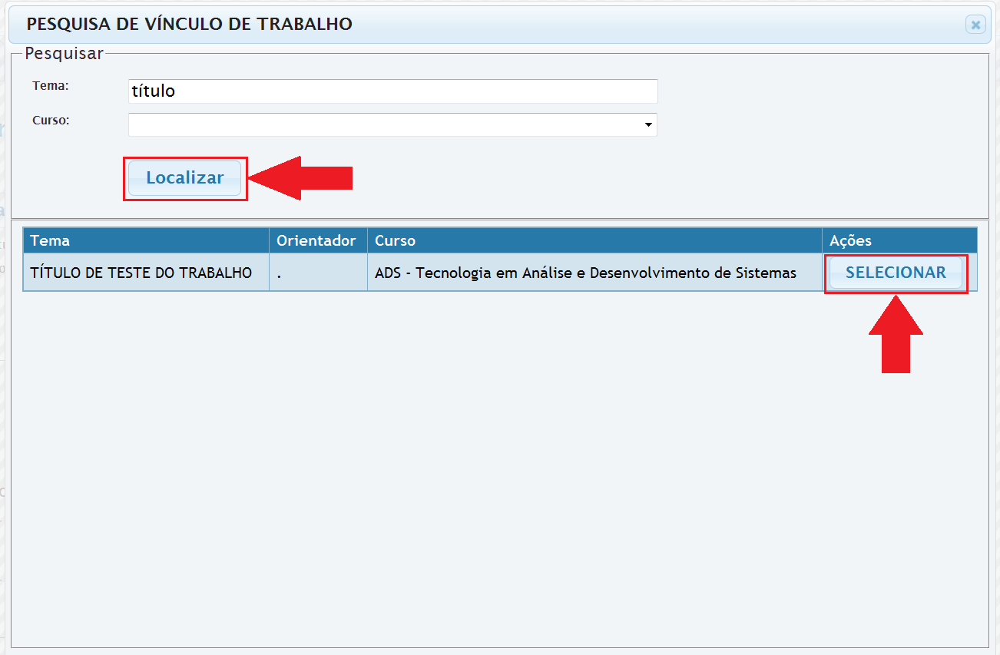 PESQUISA DE VÍNCULO DE TRABALHO
Pesquisar
Tema: título
Curso:
Localizar
Tema Orientador Curso Ações
TÍTULO DE TESTE DO TRABALHO . ADS - Tecnologia em Análise e Desenvolvimento de Sistemas SELECIONAR